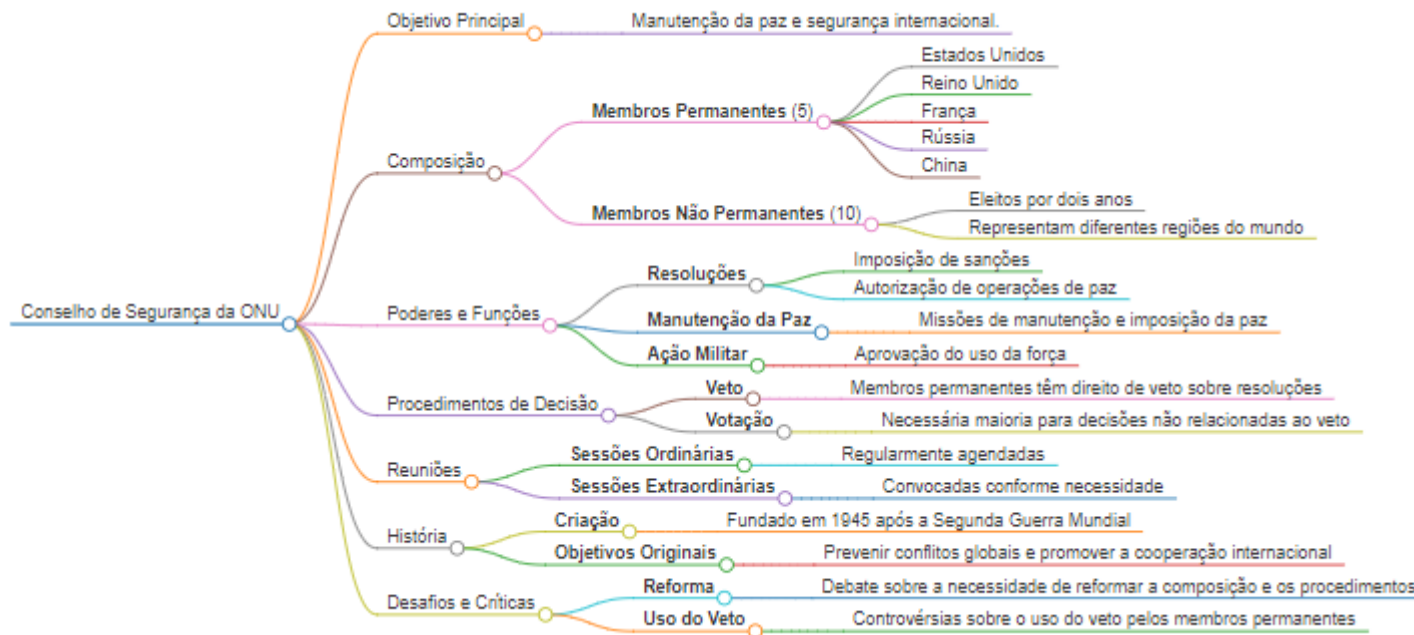 Objetivo Principal
Manutenção da paz e segurança internacional.
Estados Unidos
Reino Unido
Membros Permanentes (5)
França
Rússia
China
Composição
Eleitos por dois anos
Membros Não Permanentes (10)
Representam diferentes regiões do mundo
Imposição de sanções
Resoluções
Autorização de operações de paz
Conselho de Segurança da ONU
Poderes e Funções
Manutenção da Paz
Missões de manutenção e imposição da paz
Ação Militar
Aprovação do uso da força
Veto
Membros permanentes têm direito de veto sobre resoluções
Procedimentos de Decisão
Votação
Necessária maioria para decisões não relacionadas ao veto
Sessões Ordinárias
Regularmente agendadas
Reuniões
Sessões Extraordinárias
Convocadas conforme necessidade
Criação
Fundado em 1945 após a Segunda Guerra Mundial
História
Objetivos Originais
Prevenir conflitos globais e promover a cooperação internacional
Reforma
Debate sobre a necessidade de reformar a composição e os procedimentos
Desafios e Críticas
Uso do Veto
Controvérsias sobre o uso do veto pelos membros permanentes